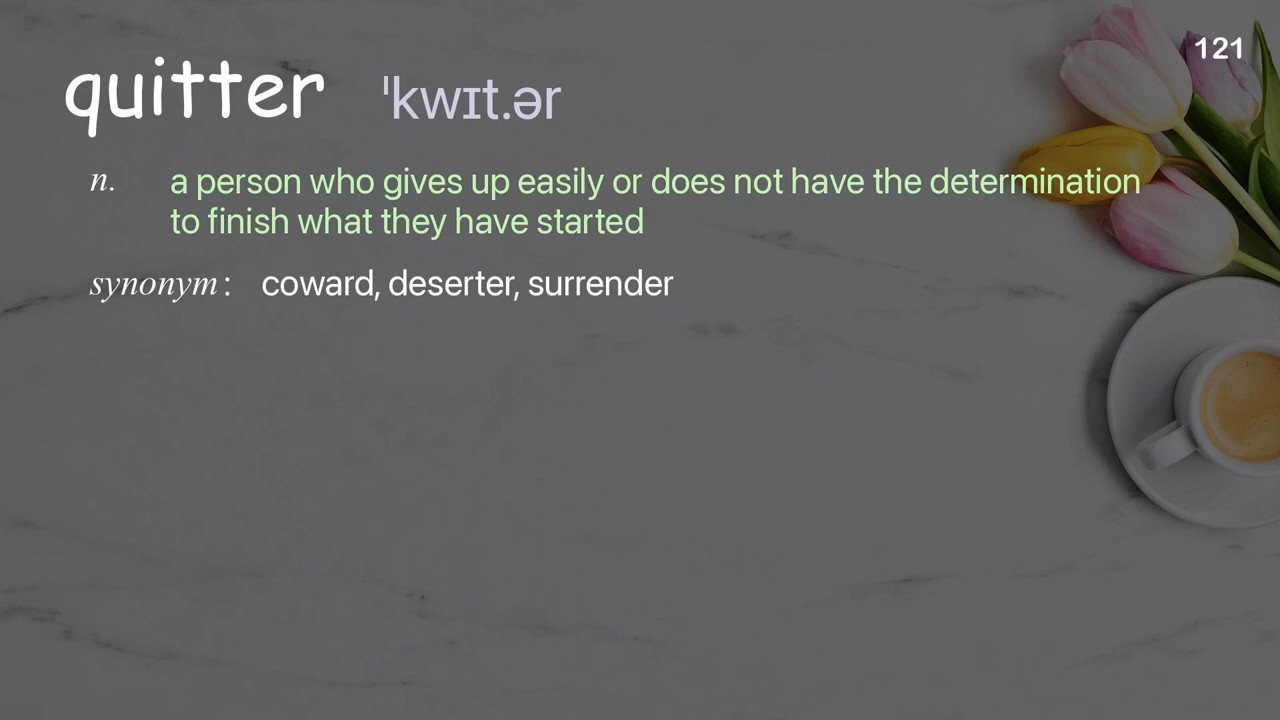 121
quitter ˈkwɪt.ər
n. a person who gives up easily or does not have the determination
to finish what they have started
synonym : coward, deserter, surrender